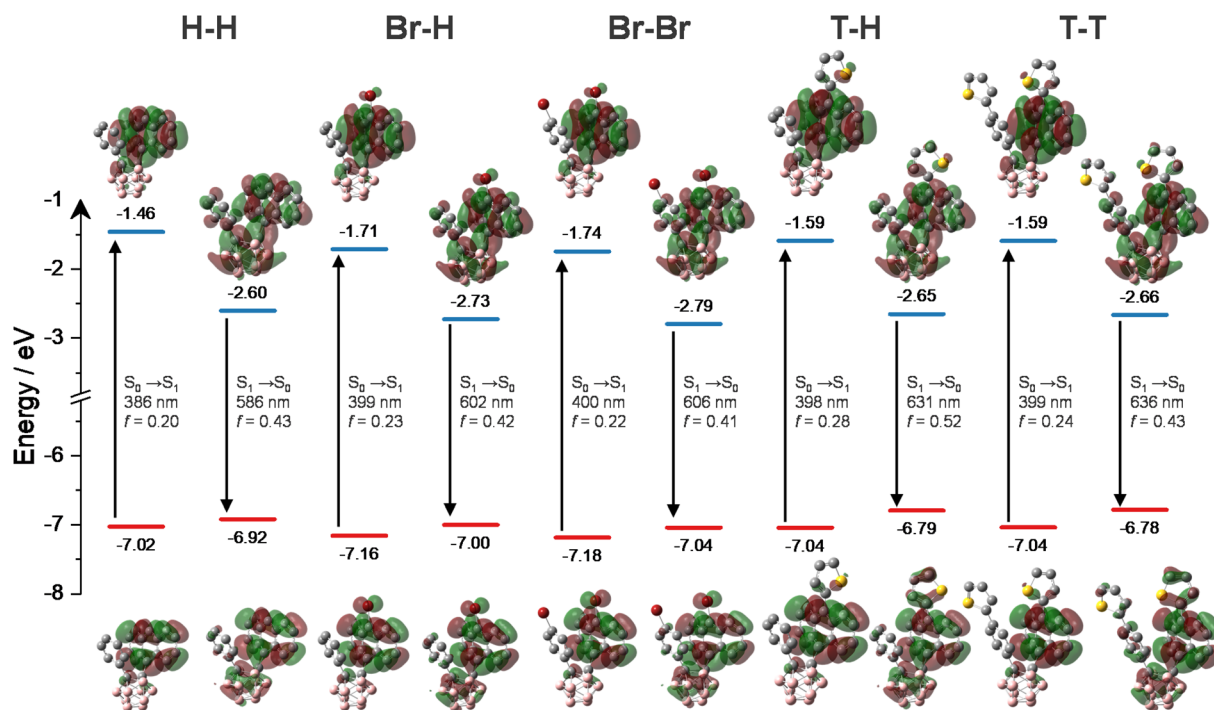 H-H Br-H Br-Br T-H T-T
Energy / eV
-1
-2
-3
-6
-7
-8
-1.46
-2.60
-1.71
-2.73
-1.74
-2.79
-1.59
-2.65
-1.59
-2.66
S₀→S₁
386 nm
f = 0.20
S₁→S₀
586 nm
f = 0.43
S₀→S₁
399 nm
f = 0.23
S₁→S₀
602 nm
f = 0.42
S₀→S₁
400 nm
f = 0.22
S₁→S₀
606 nm
f = 0.41
S₀→S₁
398 nm
f = 0.28
S₁→S₀
631 nm
f = 0.52
S₀→S₁
399 nm
f = 0.24
S₁→S₀
636 nm
f = 0.43
-7.02
-6.92
-7.16
-7.00
-7.18
-7.04
-7.04
-6.79
-7.04
-6.78